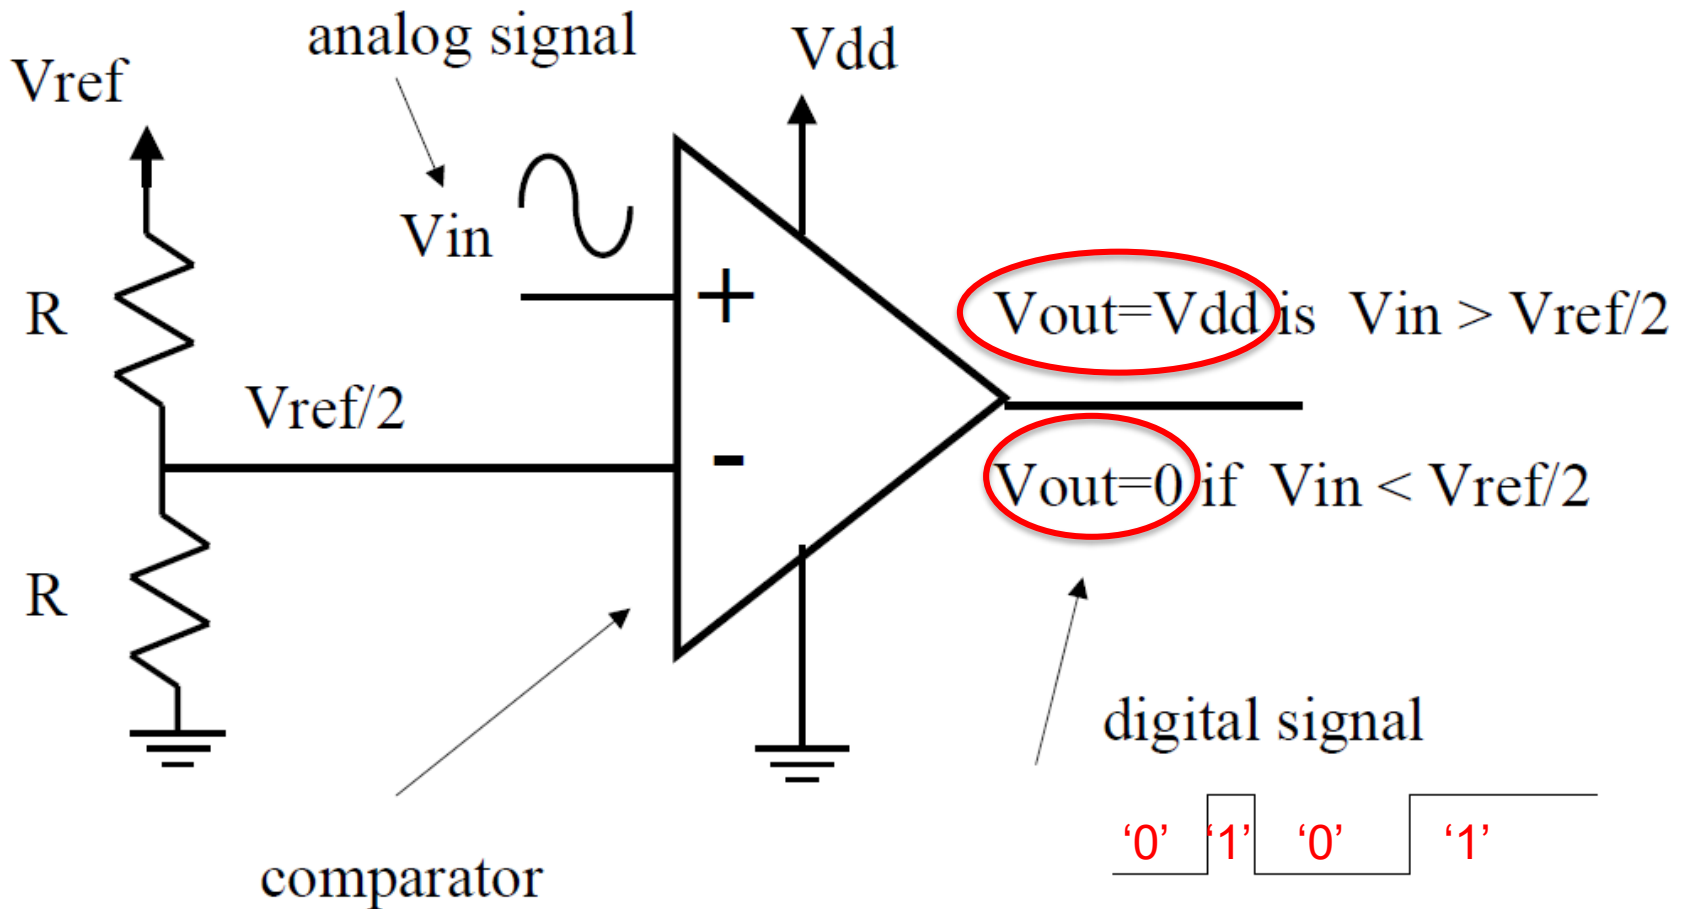 analog signal
Vdd
Vref
Vin
+
R
Vout=Vdd is Vin > Vref/2
Vref/2
-
Vout=0 if Vin < Vref/2
R
digital signal
‘0’ ‘1’ ‘0’ ‘1’
comparator